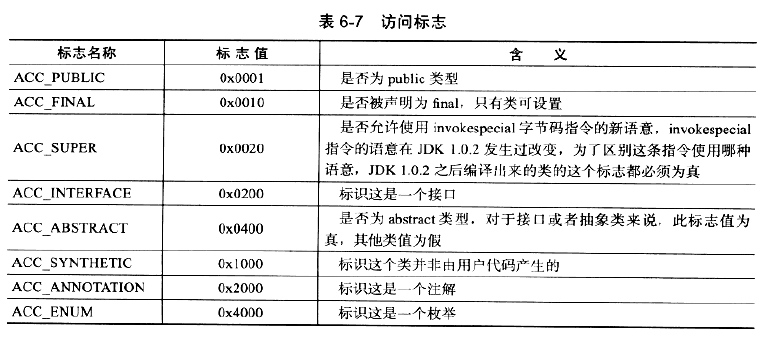 表 6-7 访问标志
标志名称 标 志 值 含 义
ACC_PUBLIC 0x0001 是否为 public 类型
ACC_FINAL 0x0010 是否被声明为 final，只有类可设置
是否允许使用 invokespecial 字节码指令的新语意，invokespecial
ACC_SUPER 0x0020 指令的语意在 JDK 1.0.2 发生过改变，为了区别这条指令使用哪种
语意，JDK 1.0.2 之后编译出来的类的这个标志都必须为真
ACC_INTERFACE 0x0200 标识这是一个接口
是否为 abstract 类型，对于接口或者抽象类来说，此标志值为
ACC_ABSTRACT 0x0400
真，其他类值为假
ACC_SYNTHETIC 0x1000 标识这个类并非由用户代码产生的
ACC_ANNOTATION 0x2000 标识这是一个注解
ACC_ENUM 0x4000 标识这是一个枚举